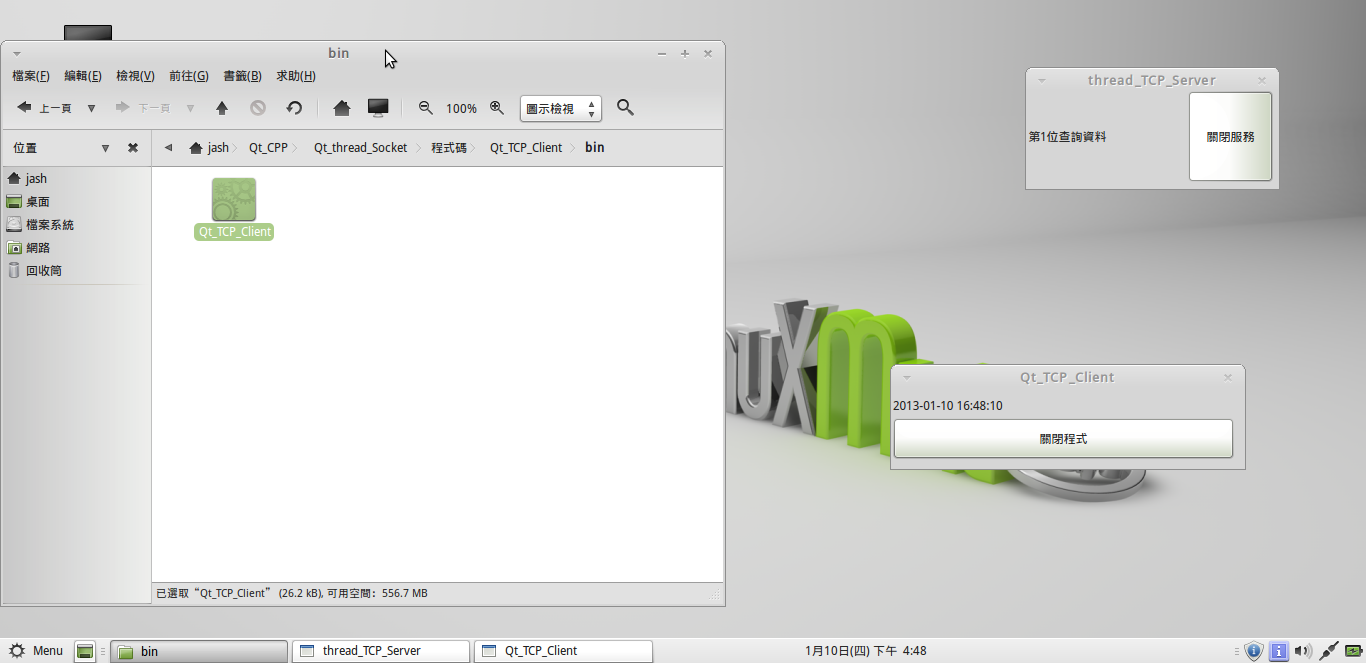 bin
檔案(F) 編輯(E) 檢視(V) 前往(G) 書籤(B) 求助(H)
上一頁 下一頁 100% 圖示檢視
位置
jash Qt_CPP Qt_thread_Socket 程式碼 Qt_TCP_Client bin
jash
桌面
檔案系統
網路
回收筒
Qt_TCP_Client
已選取“Qt_TCP_Client” (26.2 kB), 可用空間: 556.7 MB
thread_TCP_Server
第1位查詢資料
關閉服務
Qt_TCP_Client
2013-01-10 16:48:10
關閉程式
Menu bin thread_TCP_Server Qt_TCP_Client 1月10日(四) 下午 4:48